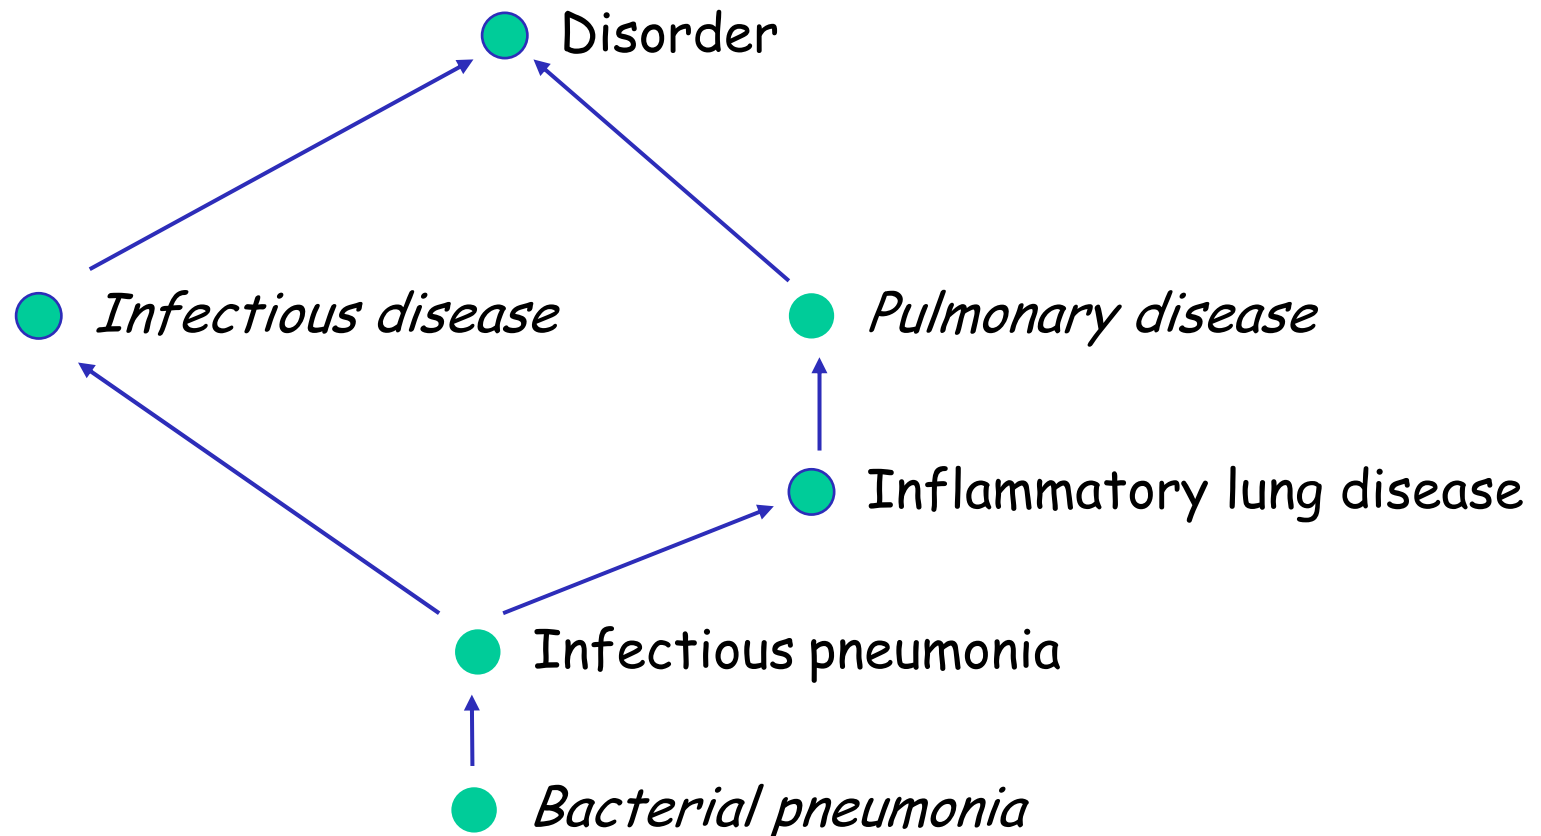 Disorder
Infectious disease
Pulmonary disease
Inflammatory lung disease
Infectious pneumonia
Bacterial pneumonia